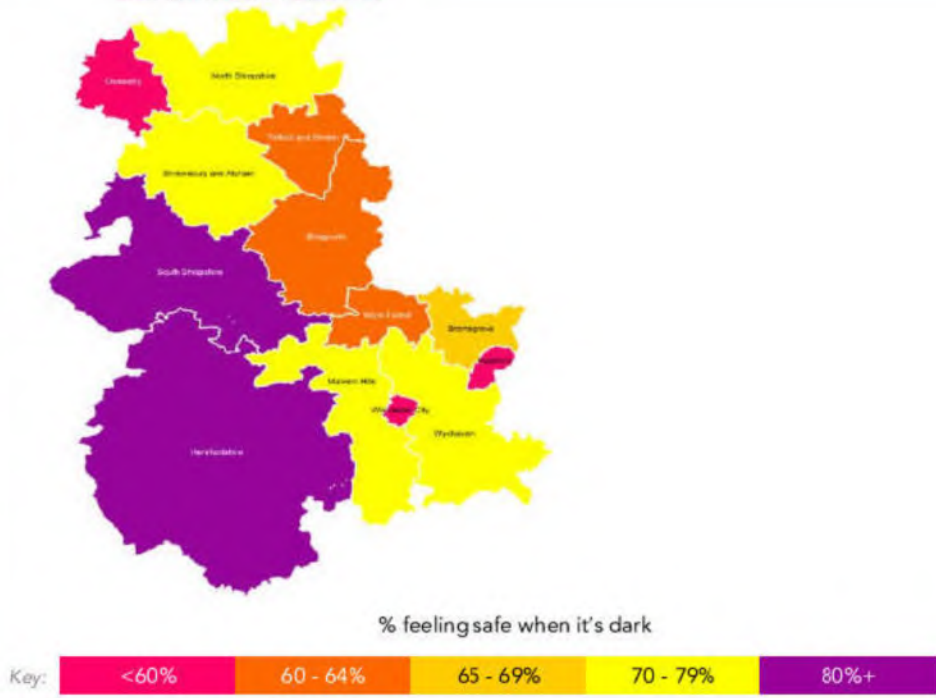 Oswestry
North Shropshire
Telford and Wrekin
Shrewsbury and Atcham
Bridgnorth
South Shropshire
Wyre Forest
Bromsgrove
Redditch
Malvern Hills
Worcester City
Wychavon
Herefordshire
% feeling safe when it's dark
Key: <60% 60 - 64% 65 - 69% 70 - 79% 80%+